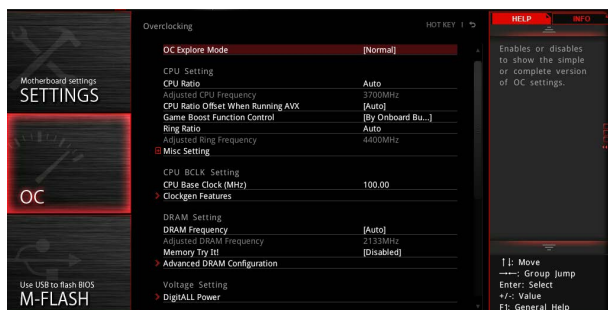 Overclocking
HOT KEY | ↰
HELP
INFO
OC Explore Mode [Normal]
CPU Setting
CPU Ratio Auto
Adjusted CPU Frequency 3700MHz
CPU Ratio Offset When Running AVX [Auto]
Game Boost Function Control [By Onboard Bu...]
Ring Ratio Auto
Adjusted Ring Frequency 4400MHz
Misc Setting
CPU BCLK Setting
CPU Base Clock (MHz) 100.00
Clockgen Features
DRAM Setting
DRAM Frequency [Auto]
Adjusted DRAM Frequency 2133MHz
Memory Try It! [Disabled]
Advanced DRAM Configuration
Voltage Setting
DigitALL Power
Motherboard settings
SETTINGS
OC
Use USB to flash BIOS
M-FLASH
Enables or disables
to show the simple
or complete version
of OC settings.
↑↓: Move
→←: Group Jump
Enter: Select
+/-: Value
F1: General Help